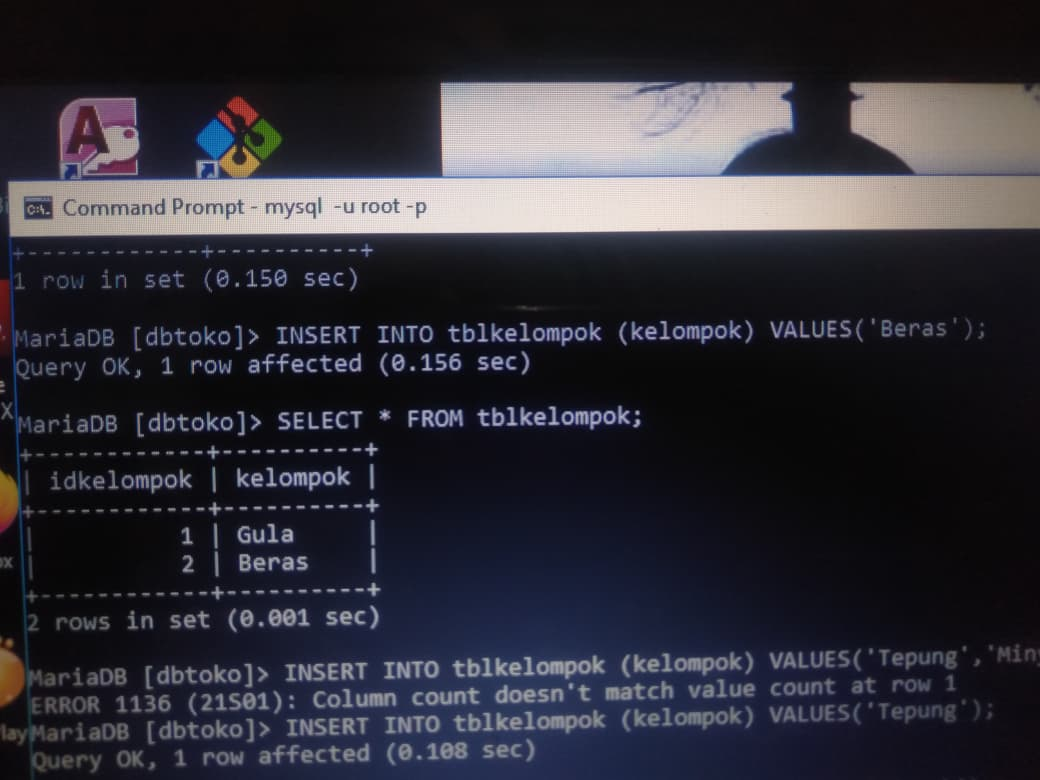 Command Prompt - mysql -u root -p
+------------+----------+
1 row in set (0.150 sec)
MariaDB [dbtoko]> INSERT INTO tblkelompok (kelompok) VALUES('Beras');
Query OK, 1 row affected (0.156 sec)
MariaDB [dbtoko]> SELECT * FROM tblkelompok;
+------------+----------+
| idkelompok | kelompok |
+------------+----------+
| 1 | Gula |
| 2 | Beras |
+------------+----------+
2 rows in set (0.001 sec)
MariaDB [dbtoko]> INSERT INTO tblkelompok (kelompok) VALUES('Tepung','Miny
ERROR 1136 (21S01): Column count doesn't match value count at row 1
MariaDB [dbtoko]> INSERT INTO tblkelompok (kelompok) VALUES('Tepung');
Query OK, 1 row affected (0.108 sec)